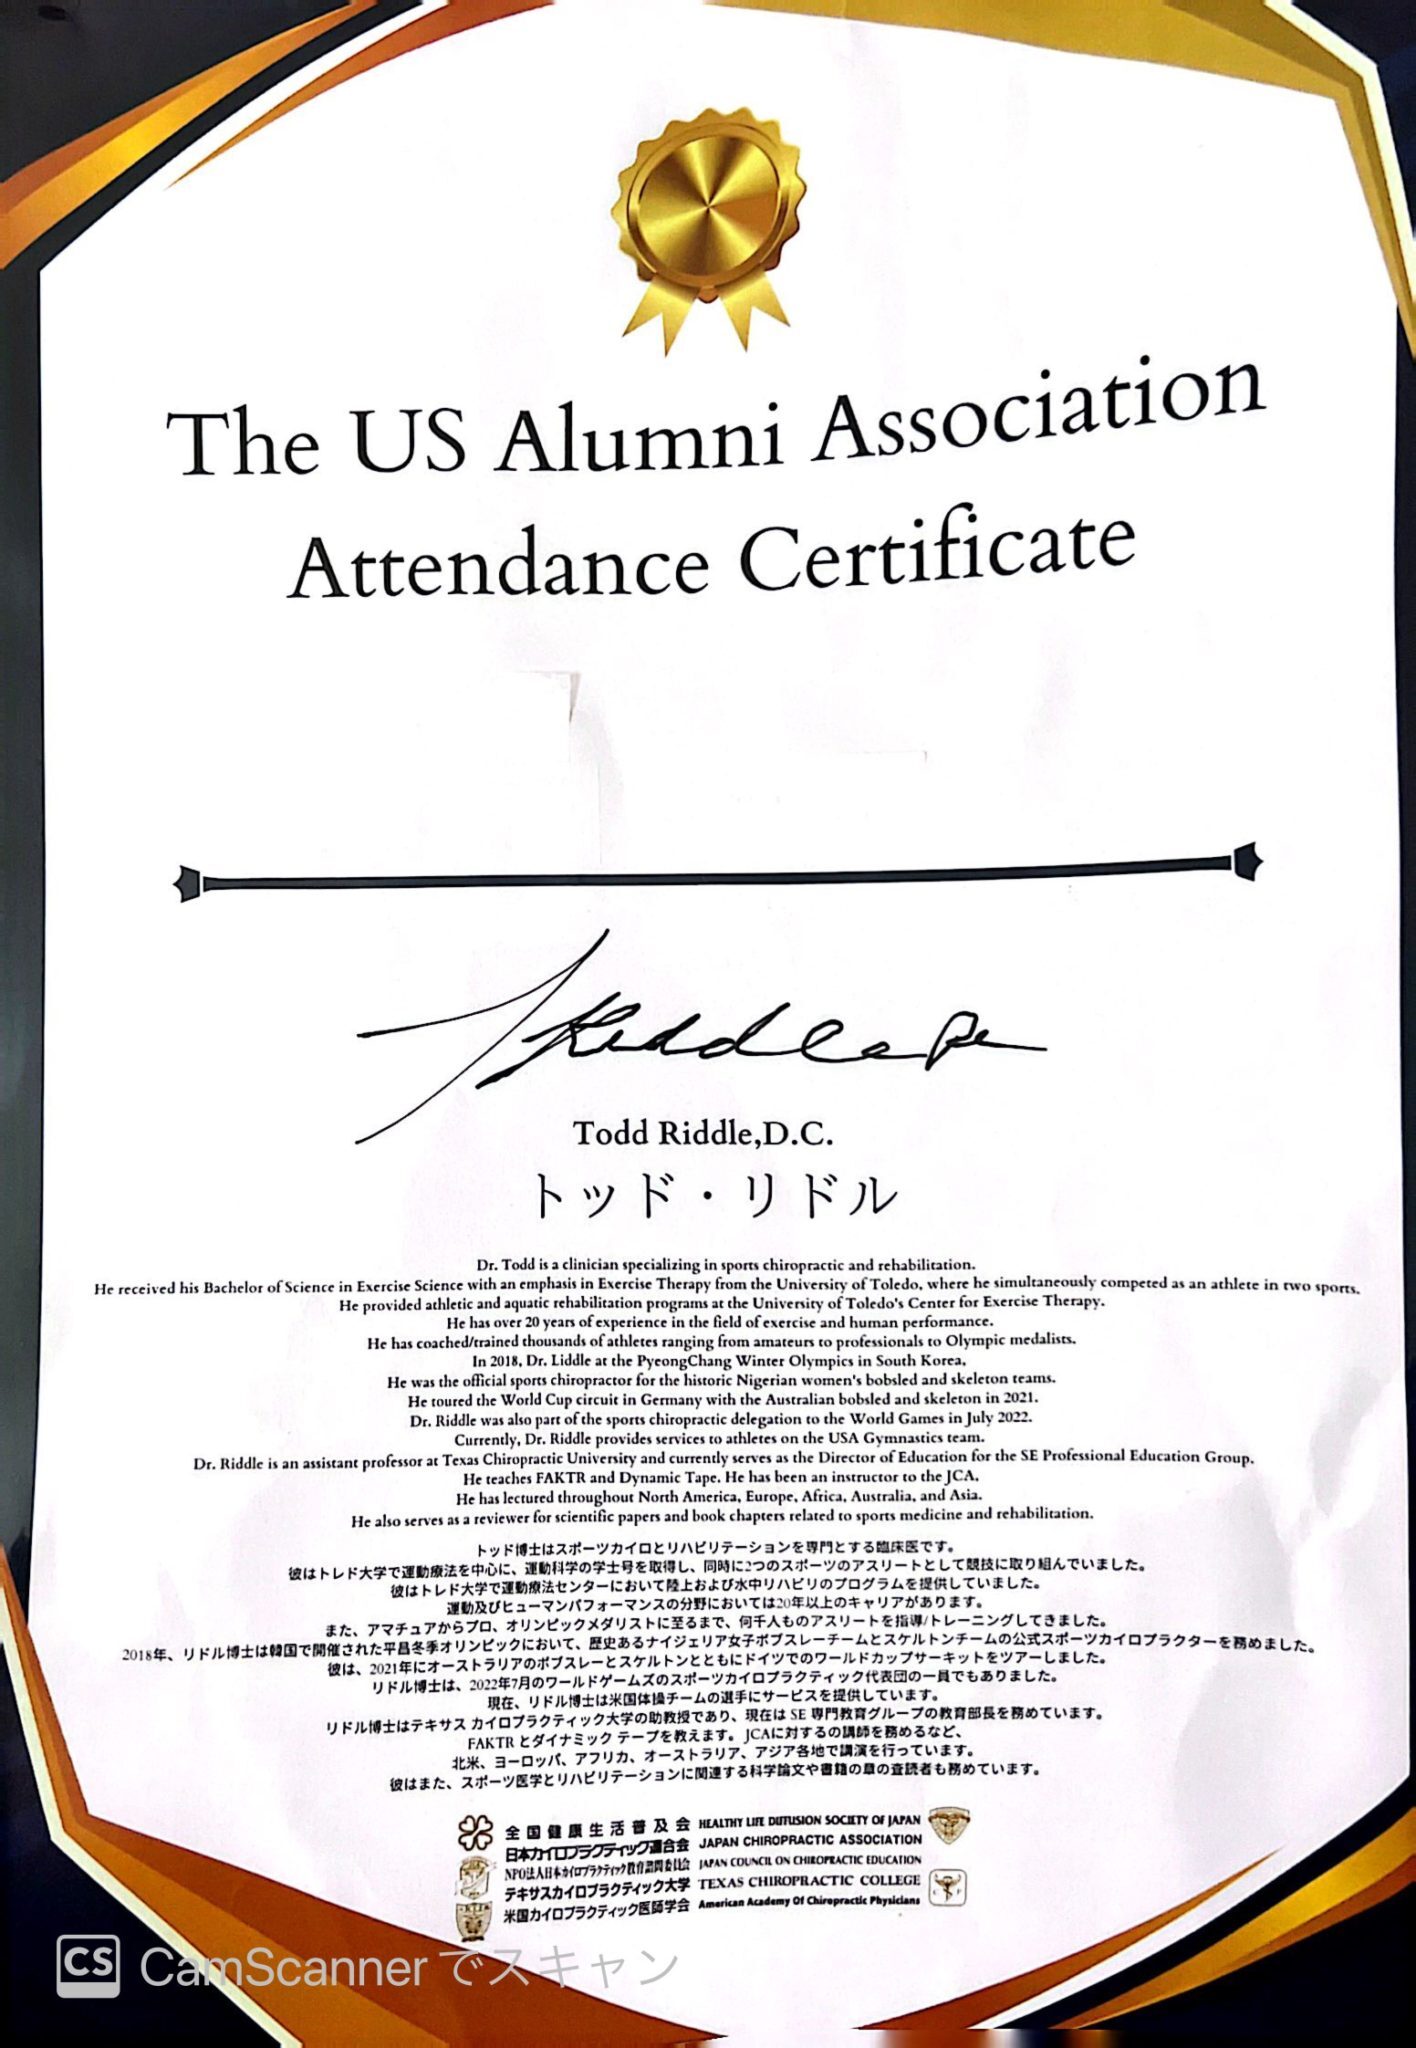 The US Alumni Association
Attendance Certificate
Todd Riddle,D.C.
トッド・リドル
Dr. Todd is a clinician specializing in sports chiropractic and rehabilitation.
He received his Bachelor of Science in Exercise Science with an emphasis in Exercise Therapy from the University of Toledo, where he simultaneously competed as an athlete in two sports.
He provided athletic and aquatic rehabilitation programs at the University of Toledo's Center for Exercise Therapy.
He has over 20 years of experience in the field of exercise and human performance.
He has coached/trained thousands of athletes ranging from amateurs to professionals to Olympic medalists.
In 2018, Dr. Liddle at the PyeongChang Winter Olympics in South Korea,
He was the official sports chiropractor for the historic Nigerian women's bobsled and skeleton teams.
He toured the World Cup circuit in Germany with the Australian bobsled and skeleton in 2021.
Dr. Riddle was also part of the sports chiropractic delegation to the World Games in July 2022.
Currently, Dr. Riddle provides services to athletes on the USA Gymnastics team.
Dr. Riddle is an assistant professor at Texas Chiropractic University and currently serves as the Director of Education for the SE Professional Education Group.
He teaches FAKTR and Dynamic Tape. He has been an instructor to the JCA.
He has lectured throughout North America, Europe, Africa, Australia, and Asia.
He also serves as a reviewer for scientific papers and book chapters related to sports medicine and rehabilitation.
トッド博士はスポーツカイロとリハビリテーションを専門とする臨床医です。
彼はトレド大学で運動療法を中心に、運動科学の学士号を取得し、同時に2つのスポーツのアスリートとして競技に取り組んでいました。
彼はトレド大学で運動療法センターにおいて陸上および水中リハビリのプログラムを提供していました。
運動及びヒューマンパフォーマンスの分野においては20年以上のキャリアがあります。
また、アマチュアからプロ、オリンピックメダリストに至るまで、何千人ものアスリートを指導/トレーニングしてきました。
2018年、リドル博士は韓国で開催された平昌冬季オリンピックにおいて、歴史あるナイジェリア女子ボブスレーチームとスケルトンチームの公式スポーツカイロプラクターを務めました。
彼は、2021年にオーストラリアのボブスレーとスケルトンとともにドイツでのワールドカップサーキットをツアーしました。
リドル博士は、2022年7月のワールドゲームズのスポーツカイロプラクティック代表団の一員でもありました。
現在、リドル博士は米国体操チームの選手にサービスを提供しています。
リドル博士はテキサス カイロプラクティック大学の助教授であり、現在は SE 専門教育グループの教育部長を務めています。
FAKTR とダイナミック テープを教えます。JCAに対するの講師を務めるなど、
北米、ヨーロッパ、アフリカ、オーストラリア、アジア各地で講演を行っています。
彼はまた、スポーツ医学とリハビリテーションに関連する科学論文や書籍の章の査読者も務めています。
全国健康生活普及会 HEALTHY LIFE DIFFUSION SOCIETY OF JAPAN
日本カイロプラクティック連合会 JAPAN CHIROPRACTIC ASSOCIATION
NPO法人日本カイロプラクティック教育諮問委員会 JAPAN COUNCIL ON CHIROPRACTIC EDUCATION
テキサスカイロプラクティック大学 TEXAS CHIROPRACTIC COLLEGE
米国カイロプラクティック医師学会 American Academy Of Chiropractic Physicians
CS CamScannerでスキャン